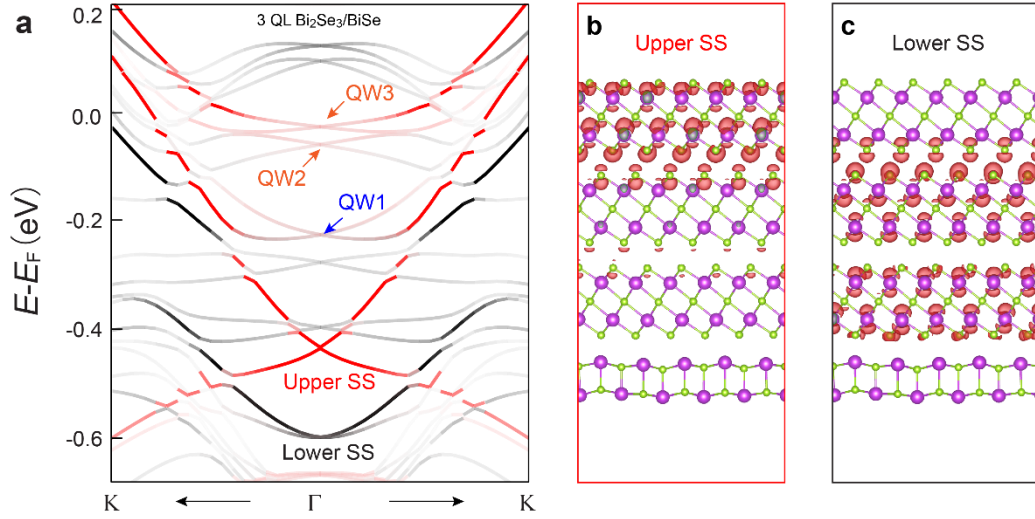 a
3 QL Bi₂Se₃/BiSe
0.2
0.0
-0.2
-0.4
-0.6
E-E_F (eV)
QW3
QW2
QW1
Upper SS
Lower SS
K
Γ
K
b
Upper SS
c
Lower SS